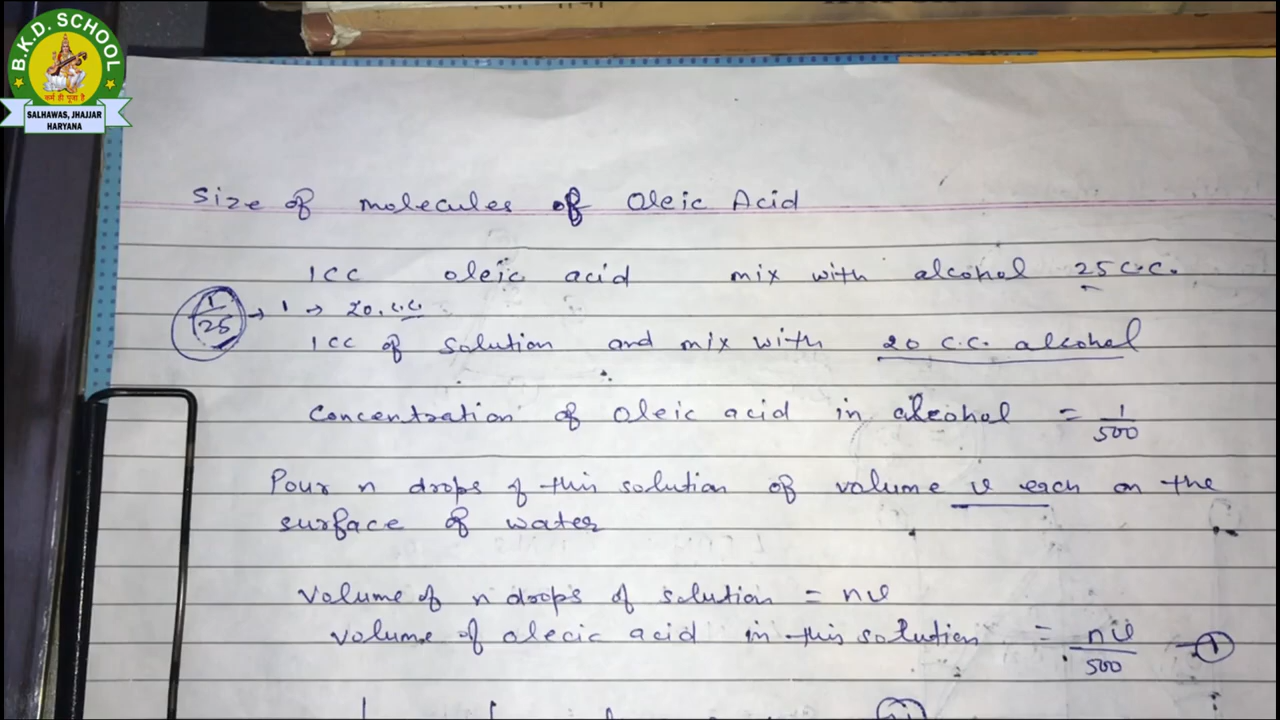 B.K.D. SCHOOL
SALHAWAS, JHAJJAR
HARYANA
Size of molecules of Oleic Acid
1CC oleic acid mix with alcohol 25 C.C.
1/25 → 1 → 20.C.C.
1CC of solution and mix with 20 C.C. alcohol
Concentration of oleic acid in alcohol = 1/500
Pour n drops of this solution of volume v each on the
surface of water
Volume of n drops of solution = nv
volume of olecic acid in this solution = nv/500 → ①